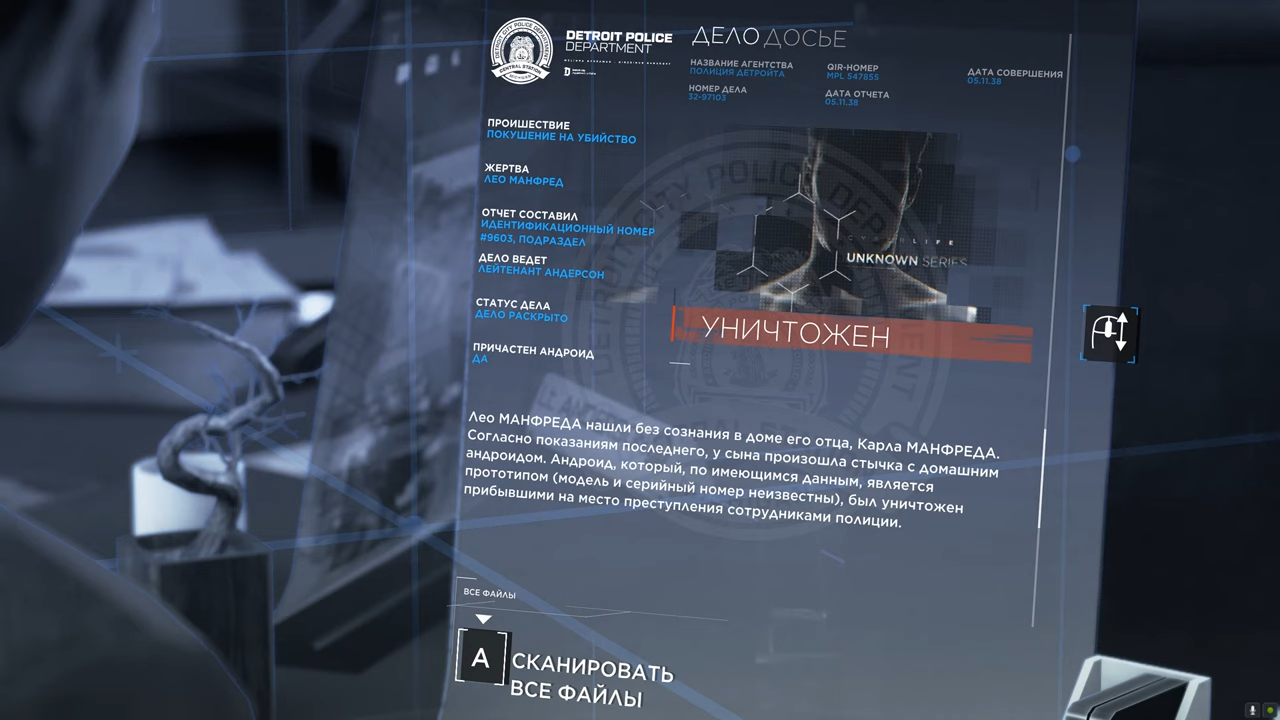 DETROIT POLICE
DEPARTMENT
ДЕЛО ДОСЬЕ
НАЗВАНИЕ АГЕНТСТВА
ПОЛИЦИЯ ДЕТРОЙТА
QIR-НОМЕР
MPL 547855
ДАТА СОВЕРШЕНИЯ
05.11.38
НОМЕР ДЕЛА
32-97103
ДАТА ОТЧЕТА
05.11.38
CENTRAL STATION
ПРОИШЕСТВИЕ
ПОКУШЕНИЕ НА УБИЙСТВО
ЖЕРТВА
ЛЕО МАНФРЕД
ОТЧЕТ СОСТАВИЛ
ИДЕНТИФИКАЦИОННЫЙ НОМЕР
#9603, ПОДРАЗДЕЛ
ДЕЛО ВЕДЕТ
ЛЕЙТЕНАНТ АНДЕРСОН
СТАТУС ДЕЛА
ДЕЛО РАСКРЫТО
ПРИЧАСТЕН АНДРОИД
ДА
UNKNOWN SERIES
УНИЧТОЖЕН
Лео МАНФРЕДА нашли без сознания в доме его отца, Карла МАНФРЕДА.
Согласно показаниям последнего, у сына произошла стычка с домашним
андроидом. Андроид, который, по имеющимся данным, является
прототипом (модель и серийный номер неизвестны), был уничтожен
прибывшими на место преступления сотрудниками полиции.
ВСЕ ФАЙЛЫ
A
СКАНИРОВАТЬ
ВСЕ ФАЙЛЫ